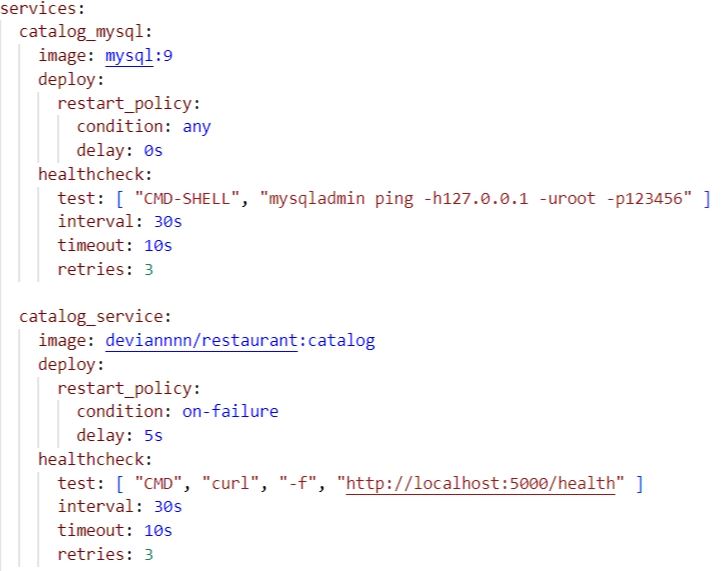 services:
  catalog_mysql:
    image: mysql:9
    deploy:
      restart_policy:
        condition: any
        delay: 0s
    healthcheck:
      test: [ "CMD-SHELL", "mysqladmin ping -h127.0.0.1 -uroot -p123456" ]
      interval: 30s
      timeout: 10s
      retries: 3

  catalog_service:
    image: deviannnn/restaurant:catalog
    deploy:
      restart_policy:
        condition: on-failure
        delay: 5s
    healthcheck:
      test: [ "CMD", "curl", "-f", "http://localhost:5000/health" ]
      interval: 30s
      timeout: 10s
      retries: 3